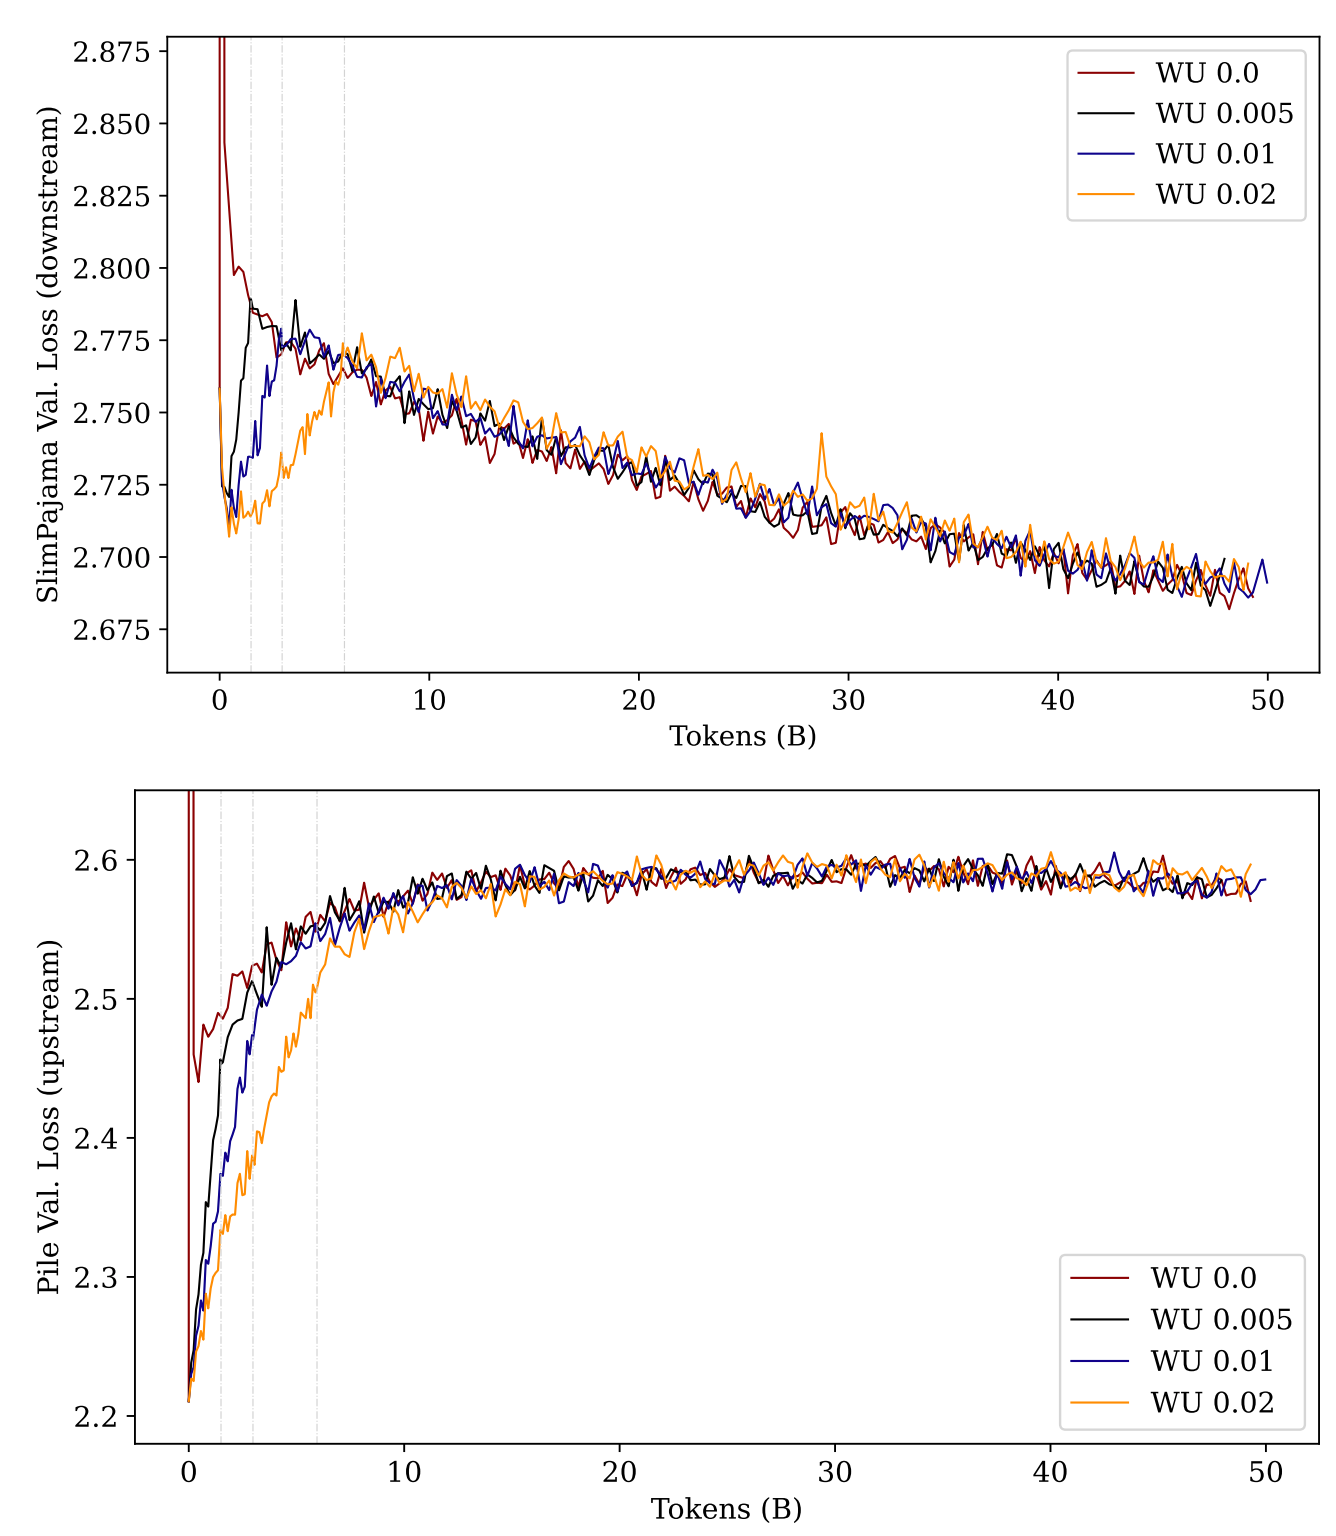 SlimPajama Val. Loss (downstream)
2.875
2.850
2.825
2.800
2.775
2.750
2.725
2.700
2.675
WU 0.0
WU 0.005
WU 0.01
WU 0.02
0 10 20 30 40 50
Tokens (B)
Pile Val. Loss (upstream)
2.6
2.5
2.4
2.3
2.2
WU 0.0
WU 0.005
WU 0.01
WU 0.02
0 10 20 30 40 50
Tokens (B)